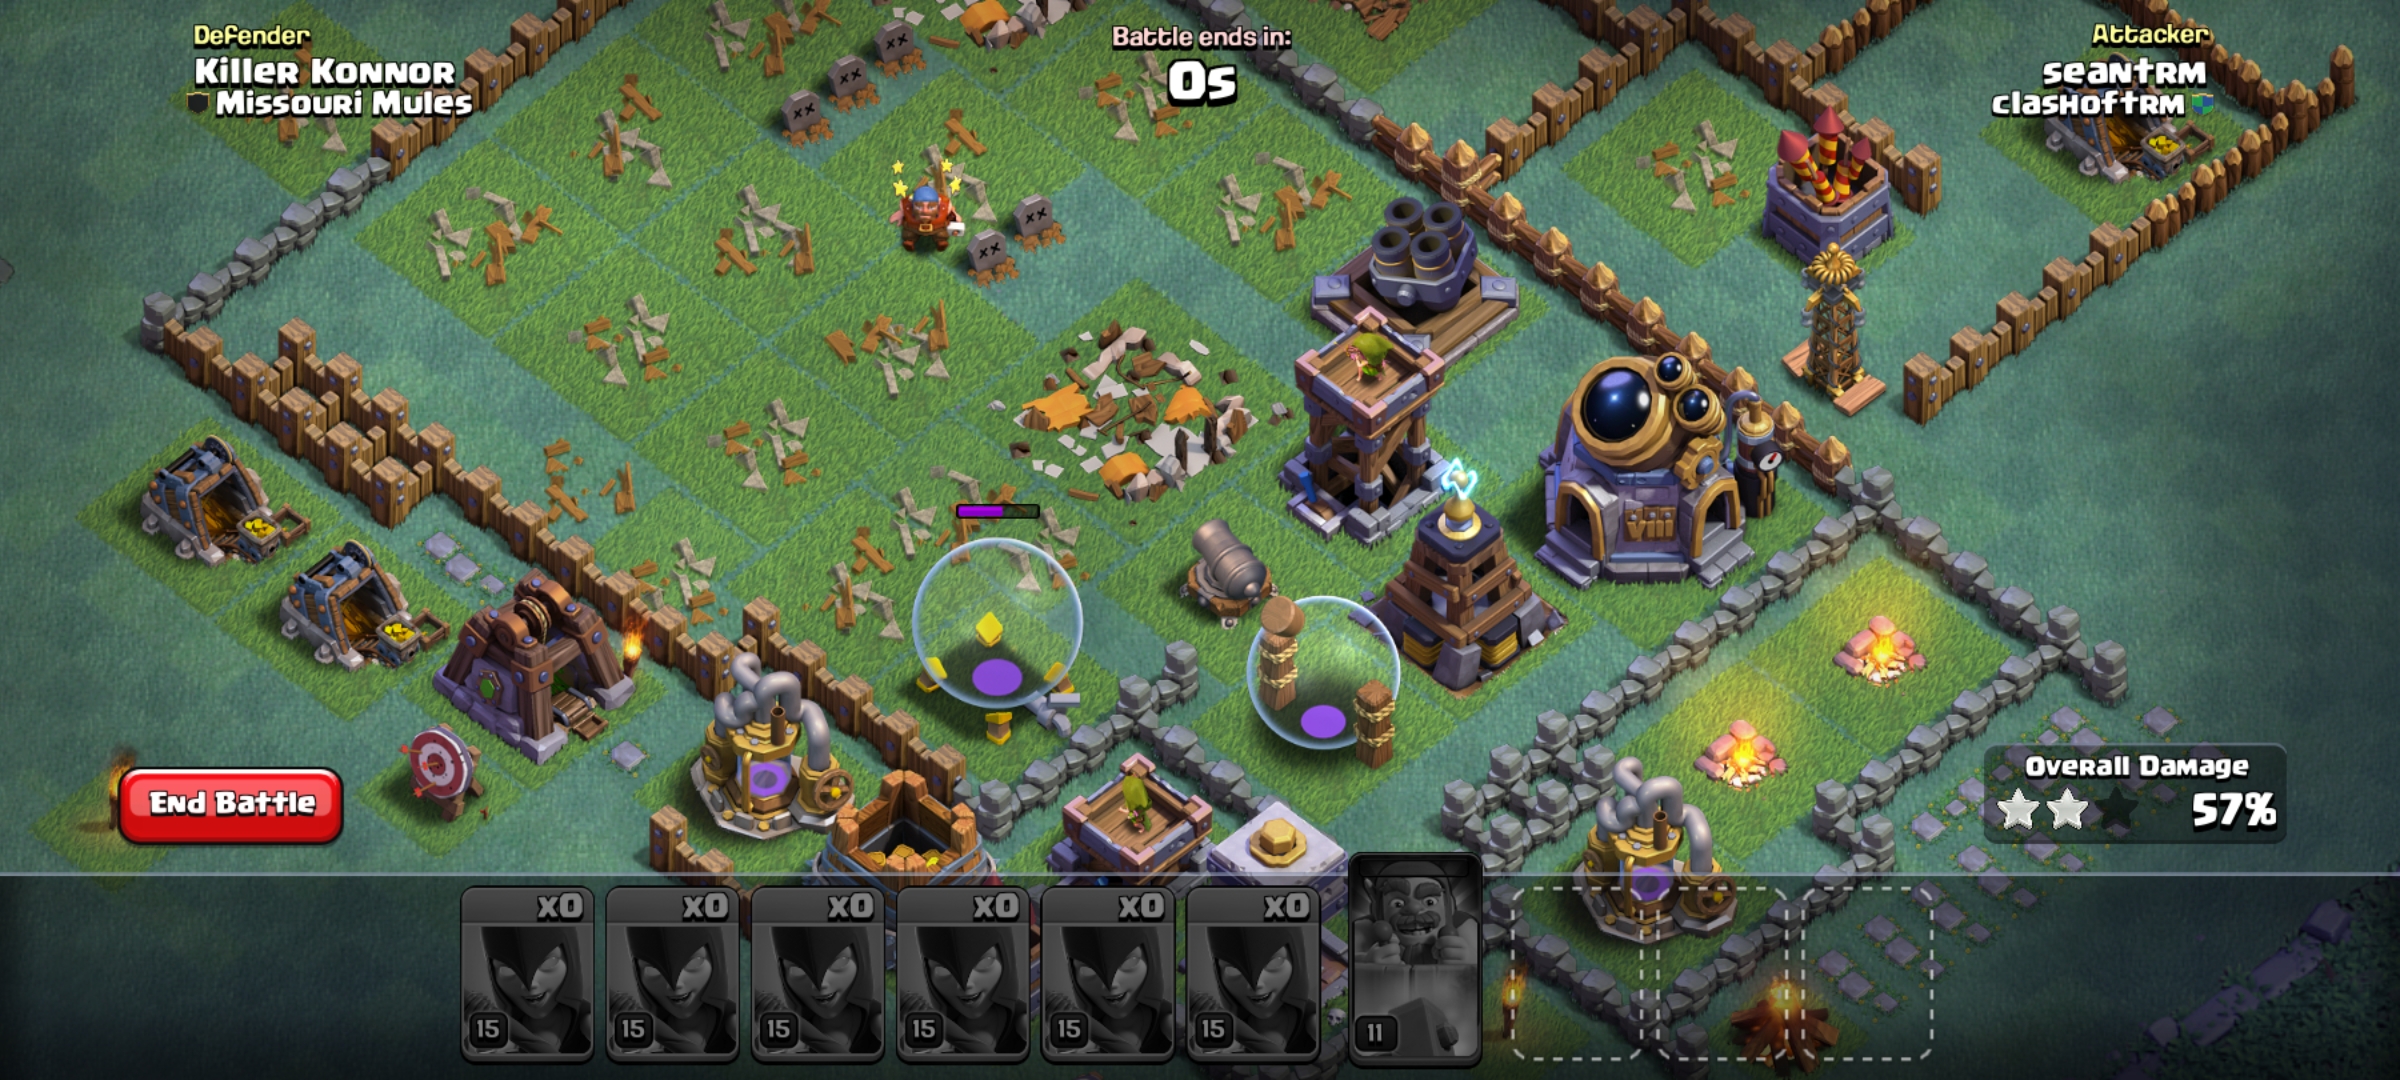 Defender
Killer Konnor
Missouri Mules
Battle ends in:
0s
Attacker
seantRM
clashoftRM
VIII
End Battle
Overall Damage
57%
x0
x0
x0
x0
x0
x0
15
15
15
15
15
15
11